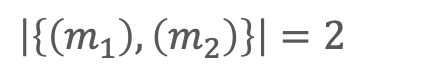 |{(m₁), (m₂)}| = 2